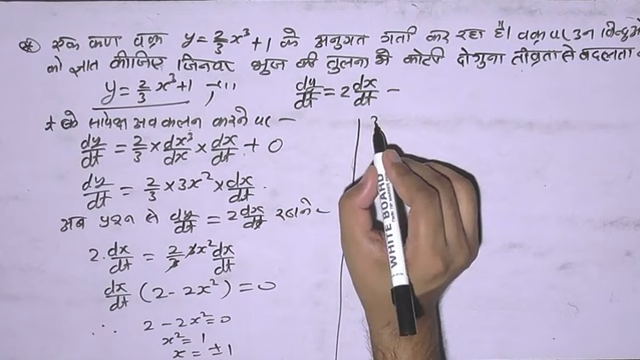 एक कण वक्र y = 2/3 x³ + 1 के अनुगत गति कर रहा है। वक्र पर उन बिन्दुओं
को ज्ञात कीजिए जिनपर भुज की तुलना में कोटि दोगुना तीव्रता से बदलता
y = 2/3 x³ + 1 dy/dt = 2 dx/dt –
t के सापेक्ष अवकलन करने पर –
dy/dt = 2/3 × dx³/dx × dx/dt + 0
dy/dt = 2/3 × 3x² × dx/dt.
अब प्रश्न से dy/dt = 2 dx/dt रखने –
2. dx/dt = 2/3 3x² dx/dt
dx/dt (2 - 2x²) = 0
∴ 2 - 2x² = 0
x² = 1
x = ±1
WHITE BOARD